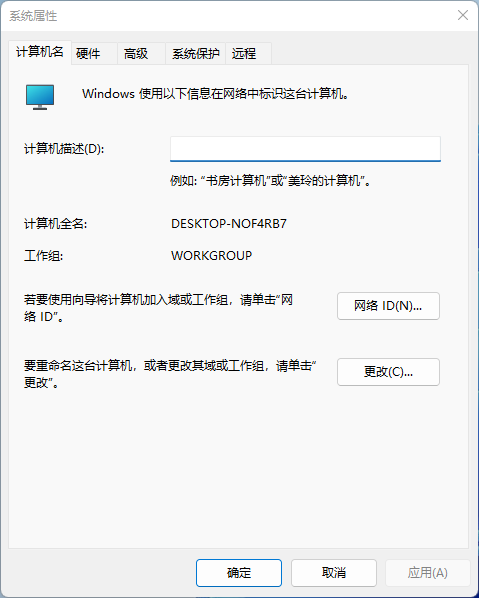 系统属性
计算机名 硬件 高级 系统保护 远程
Windows 使用以下信息在网络中标识这台计算机。
计算机描述(D):
例如: “书房计算机”或“美玲的计算机”。
计算机全名: DESKTOP-NOF4RB7
工作组: WORKGROUP
若要使用向导将计算机加入域或工作组，请单击“网
络 ID”。
网络 ID(N)...
要重命名这台计算机，或者更改其域或工作组，请单击“
更改”。
更改(C)...
确定 取消 应用(A)